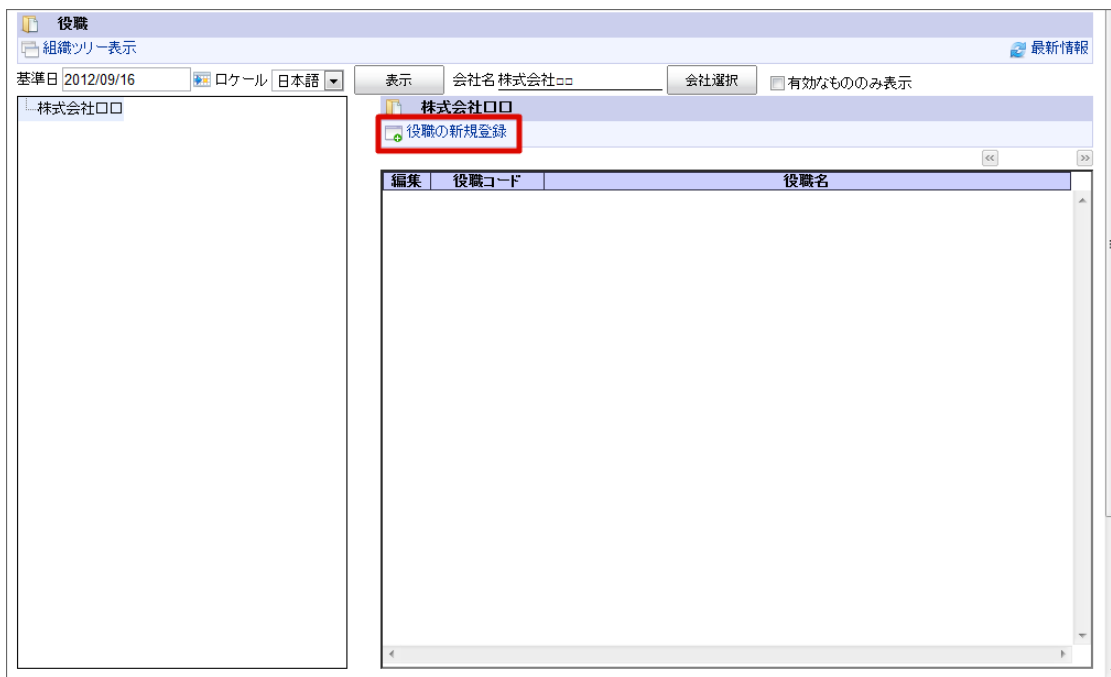 役職
組織ツリー表示 最新情報
基準日 2012/09/16 ロケール 日本語 表示 会社名 株式会社□□ 会社選択 有効なもののみ表示
株式会社□□
株式会社□□
役職の新規登録
編集 役職コード 役職名